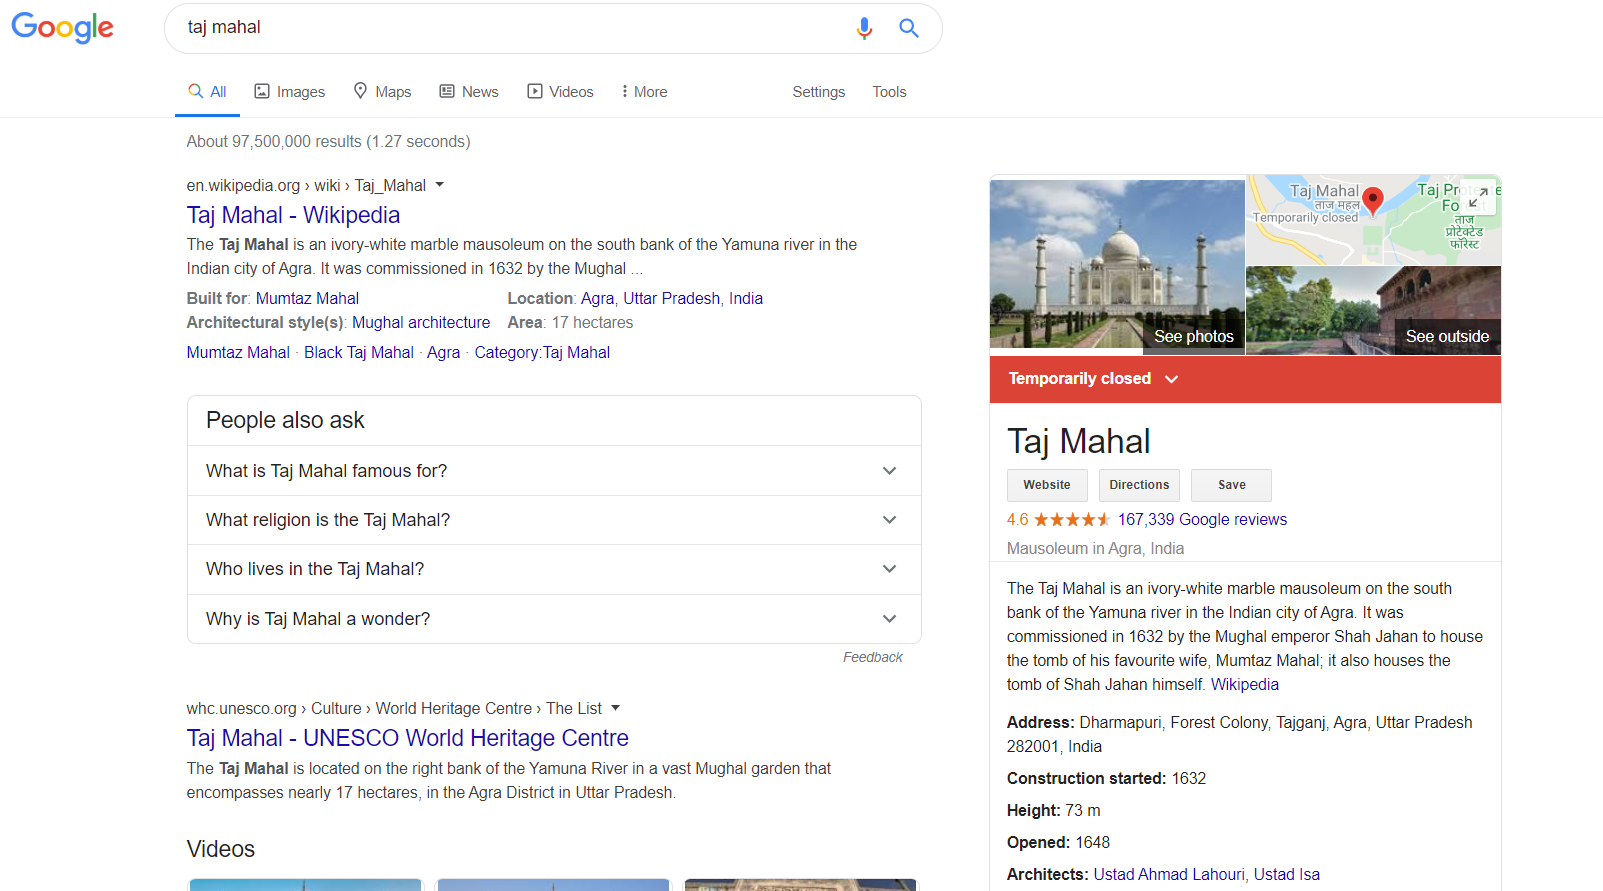 Google
taj mahal
All
Images
Maps
News
Videos
More
Settings
Tools
About 97,500,000 results (1.27 seconds)
en.wikipedia.org › wiki › Taj_Mahal
Taj Mahal - Wikipedia
The Taj Mahal is an ivory-white marble mausoleum on the south bank of the Yamuna river in the
Indian city of Agra. It was commissioned in 1632 by the Mughal ...
Built for: Mumtaz Mahal
Location: Agra, Uttar Pradesh, India
Architectural style(s): Mughal architecture
Area: 17 hectares
Mumtaz Mahal · Black Taj Mahal · Agra · Category:Taj Mahal
People also ask
What is Taj Mahal famous for?
What religion is the Taj Mahal?
Who lives in the Taj Mahal?
Why is Taj Mahal a wonder?
Feedback
whc.unesco.org › Culture › World Heritage Centre › The List
Taj Mahal - UNESCO World Heritage Centre
The Taj Mahal is located on the right bank of the Yamuna River in a vast Mughal garden that
encompasses nearly 17 hectares, in the Agra District in Uttar Pradesh.
Videos
See photos
Taj Mahal
ताज महल
Temporarily closed
Taj
ताज
प्रोटेक्टेड
फॉरेस्ट
See outside
Temporarily closed
Taj Mahal
Website
Directions
Save
4.6
167,339 Google reviews
Mausoleum in Agra, India
The Taj Mahal is an ivory-white marble mausoleum on the south
bank of the Yamuna river in the Indian city of Agra. It was
commissioned in 1632 by the Mughal emperor Shah Jahan to house
the tomb of his favourite wife, Mumtaz Mahal; it also houses the
tomb of Shah Jahan himself. Wikipedia
Address: Dharmapuri, Forest Colony, Tajganj, Agra, Uttar Pradesh
282001, India
Construction started: 1632
Height: 73 m
Opened: 1648
Architects: Ustad Ahmad Lahouri, Ustad Isa